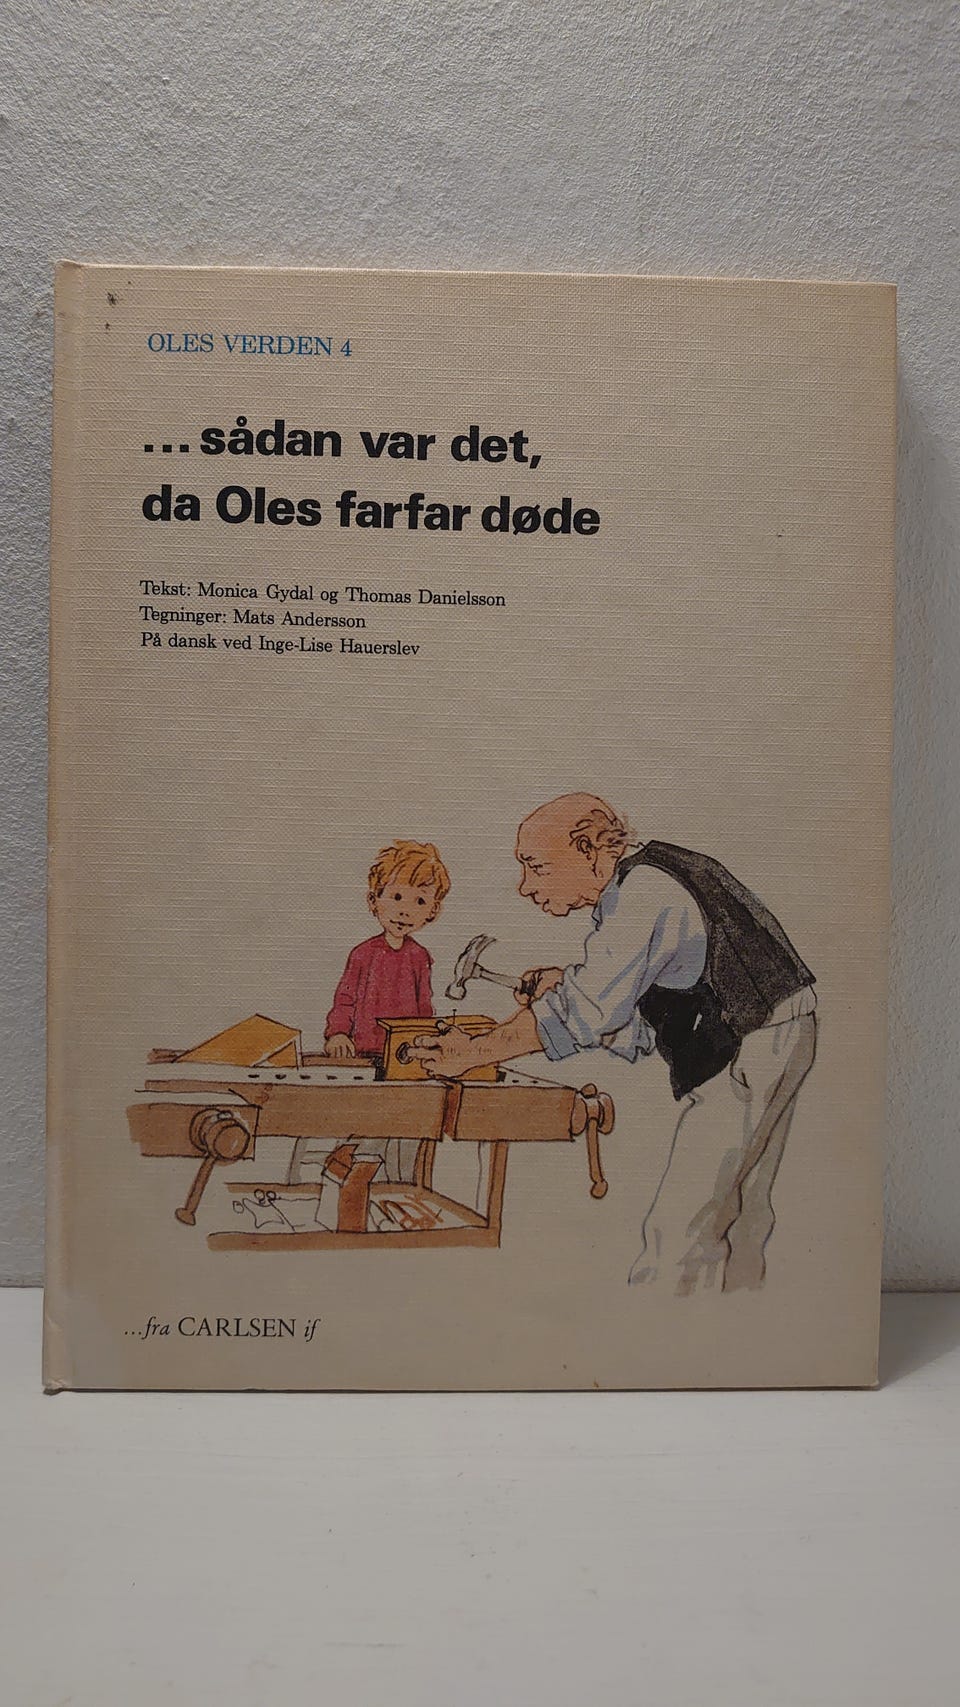 OLES VERDEN 4
...sådan var det,
da Oles farfar døde
Tekst: Monica Gydal og Thomas Danielsson
Tegninger: Mats Andersson
På dansk ved Inge-Lise Hauerslev
...fra CARLSEN if